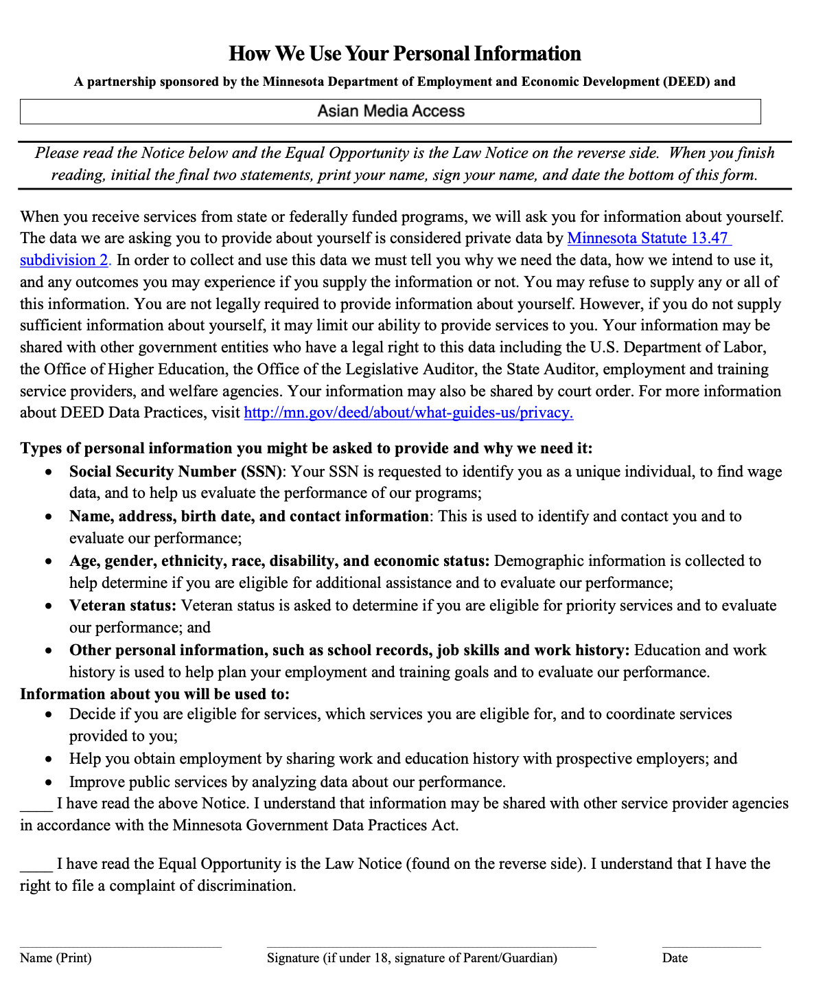 How We Use Your Personal Information
A partnership sponsored by the Minnesota Department of Employment and Economic Development (DEED) and
Asian Media Access
Please read the Notice below and the Equal Opportunity is the Law Notice on the reverse side.  When you finish
reading, initial the final two statements, print your name, sign your name, and date the bottom of this form.
When you receive services from state or federally funded programs, we will ask you for information about yourself.
The data we are asking you to provide about yourself is considered private data by Minnesota Statute 13.47
subdivision 2. In order to collect and use this data we must tell you why we need the data, how we intend to use it,
and any outcomes you may experience if you supply the information or not. You may refuse to supply any or all of
this information. You are not legally required to provide information about yourself. However, if you do not supply
sufficient information about yourself, it may limit our ability to provide services to you. Your information may be
shared with other government entities who have a legal right to this data including the U.S. Department of Labor,
the Office of Higher Education, the Office of the Legislative Auditor, the State Auditor, employment and training
service providers, and welfare agencies. Your information may also be shared by court order. For more information
about DEED Data Practices, visit http://mn.gov/deed/about/what-guides-us/privacy.
Types of personal information you might be asked to provide and why we need it:
• Social Security Number (SSN): Your SSN is requested to identify you as a unique individual, to find wage
data, and to help us evaluate the performance of our programs;
• Name, address, birth date, and contact information: This is used to identify and contact you and to
evaluate our performance;
• Age, gender, ethnicity, race, disability, and economic status: Demographic information is collected to
help determine if you are eligible for additional assistance and to evaluate our performance;
• Veteran status: Veteran status is asked to determine if you are eligible for priority services and to evaluate
our performance; and
• Other personal information, such as school records, job skills and work history: Education and work
history is used to help plan your employment and training goals and to evaluate our performance.
Information about you will be used to:
• Decide if you are eligible for services, which services you are eligible for, and to coordinate services
provided to you;
• Help you obtain employment by sharing work and education history with prospective employers; and
• Improve public services by analyzing data about our performance.
____ I have read the above Notice. I understand that information may be shared with other service provider agencies
in accordance with the Minnesota Government Data Practices Act.
____ I have read the Equal Opportunity is the Law Notice (found on the reverse side). I understand that I have the
right to file a complaint of discrimination.
Name (Print) Signature (if under 18, signature of Parent/Guardian) Date